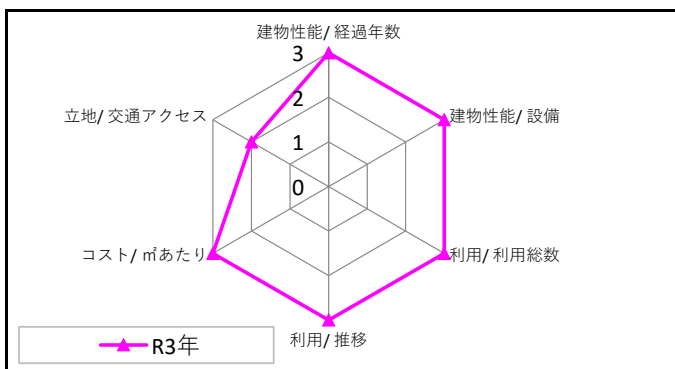 建物性能/ 経過年数
3
立地/ 交通アクセス
2
建物性能/ 設備
1
0
コスト/ ㎡あたり
利用/ 利用総数
利用/ 推移
R3年